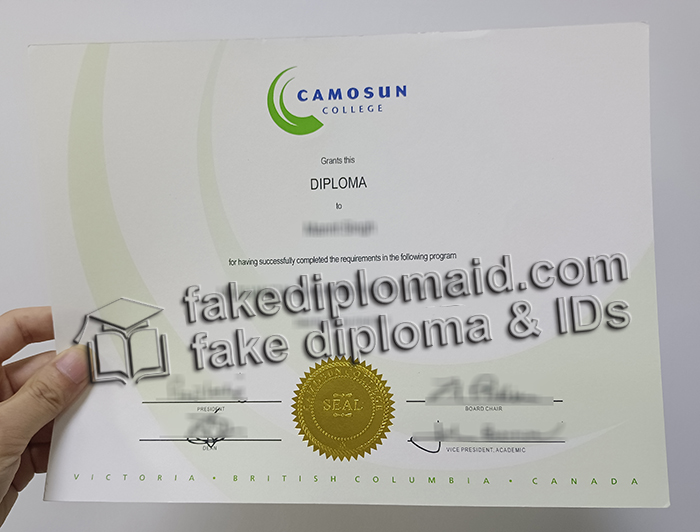 CAMOSUN
COLLEGE
Grants this
DIPLOMA
to
for having successfully completed the requirements in the following program
fakediplomaid.com
fake diploma & IDs
SEAL
PRESIDENT
BOARD CHAIR
DEAN
VICE PRESIDENT, ACADEMIC
VICTORIA • BRITISH COLUMBIA • CANADA